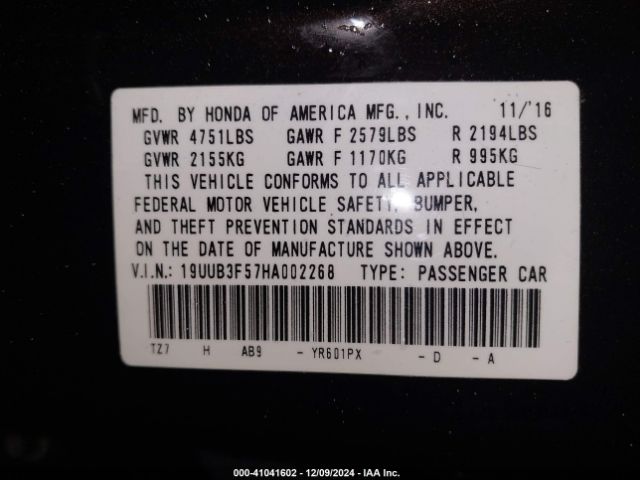 MFD. BY HONDA OF AMERICA MFG., INC. 11/'16
GVWR 4751LBS GAWR F 2579LBS R 2194LBS
GVWR 2155KG GAWR F 1170KG R 995KG
THIS VEHICLE CONFORMS TO ALL APPLICABLE
FEDERAL MOTOR VEHICLE SAFETY, BUMPER,
AND THEFT PREVENTION STANDARDS IN EFFECT
ON THE DATE OF MANUFACTURE SHOWN ABOVE.
V.I.N.: 19UUB3F57HA002268 TYPE: PASSENGER CAR
TZ7 H AB9 - YR601PX - D - A
000-41041602 - 12/09/2024 - IAA Inc.